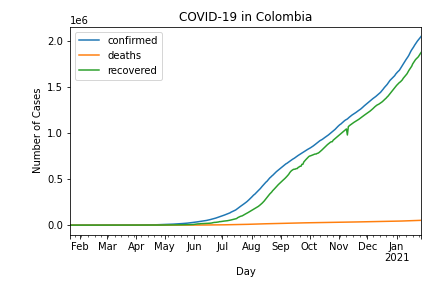 COVID-19 in Colombia
1e6
confirmed
deaths
recovered
2.0
1.5
1.0
0.5
0.0
Number of Cases
Feb Mar Apr May Jun Jul Aug Sep Oct Nov Dec Jan
2021
Day